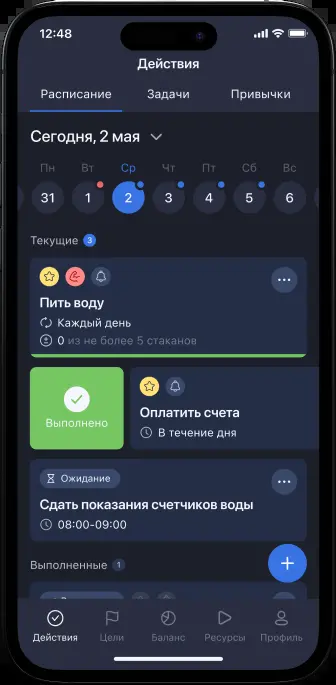 12:48
Действия
Расписание Задачи Привычки
Сегодня, 2 мая
Пн Вт Ср Чт Пт Сб Вс
31 1 2 3 4 5 6
Текущие 3
Пить воду
Каждый день
0 из не более 5 стаканов
Выполнено
Оплатить счета
В течение дня
Ожидание
Сдать показания счетчиков воды
08:00-09:00
Выполненные 1
Действия Цели Баланс Ресурсы Профиль